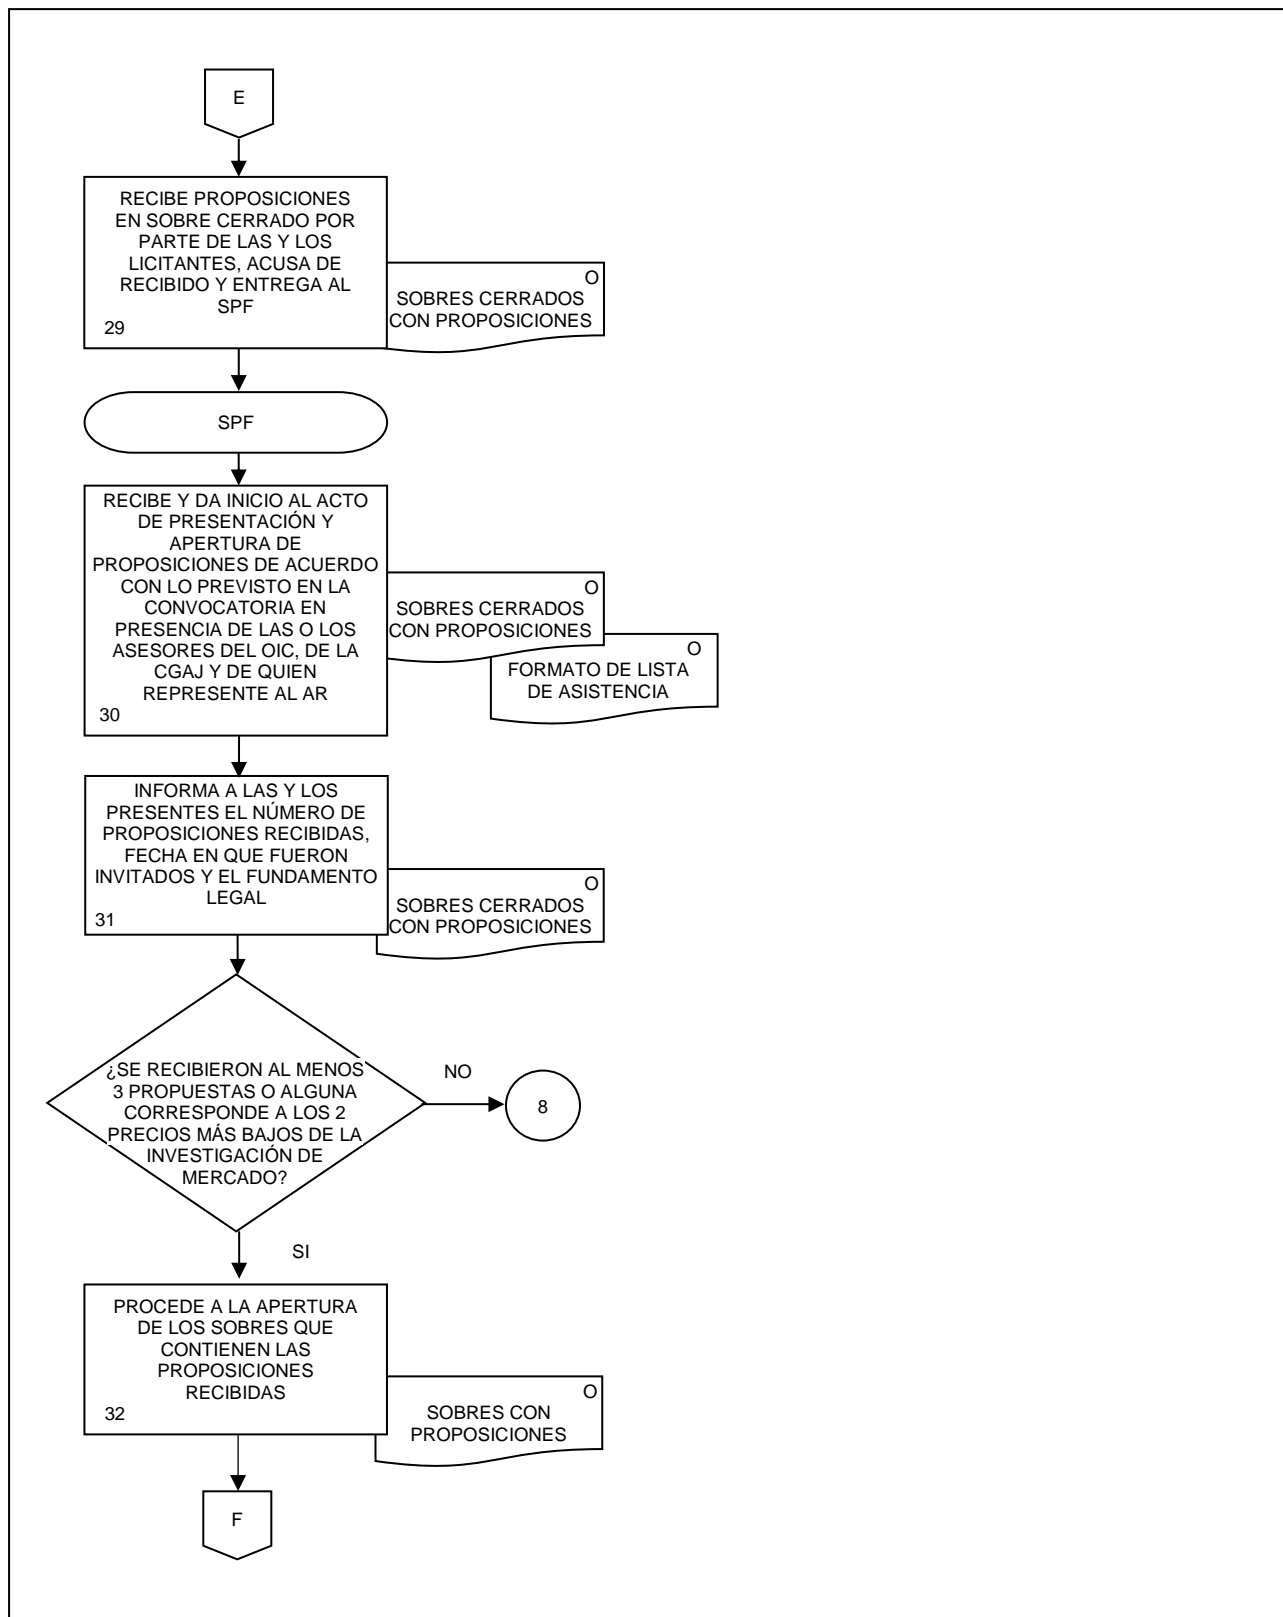 E
RECIBE PROPOSICIONES
EN SOBRE CERRADO POR
PARTE DE LAS Y LOS
LICITANTES, ACUSA DE
RECIBIDO Y ENTREGA AL
SPF
29
O
SOBRES CERRADOS
CON PROPOSICIONES
SPF
RECIBE Y DA INICIO AL ACTO
DE PRESENTACIÓN Y
APERTURA DE
PROPOSICIONES DE ACUERDO
CON LO PREVISTO EN LA
CONVOCATORIA EN
PRESENCIA DE LAS O LOS
ASESORES DEL OIC, DE LA
CGAJ Y DE QUIEN
REPRESENTE AL AR
30
O
SOBRES CERRADOS
CON PROPOSICIONES
O
FORMATO DE LISTA
DE ASISTENCIA
INFORMA A LAS Y LOS
PRESENTES EL NÚMERO DE
PROPOSICIONES RECIBIDAS,
FECHA EN QUE FUERON
INVITADOS Y EL FUNDAMENTO
LEGAL
31
O
SOBRES CERRADOS
CON PROPOSICIONES
¿SE RECIBIERON AL MENOS
3 PROPUESTAS O ALGUNA
CORRESPONDE A LOS 2
PRECIOS MÁS BAJOS DE LA
INVESTIGACIÓN DE
MERCADO?
NO
8
SI
PROCEDE A LA APERTURA
DE LOS SOBRES QUE
CONTIENEN LAS
PROPOSICIONES
RECIBIDAS
32
O
SOBRES CON
PROPOSICIONES
F